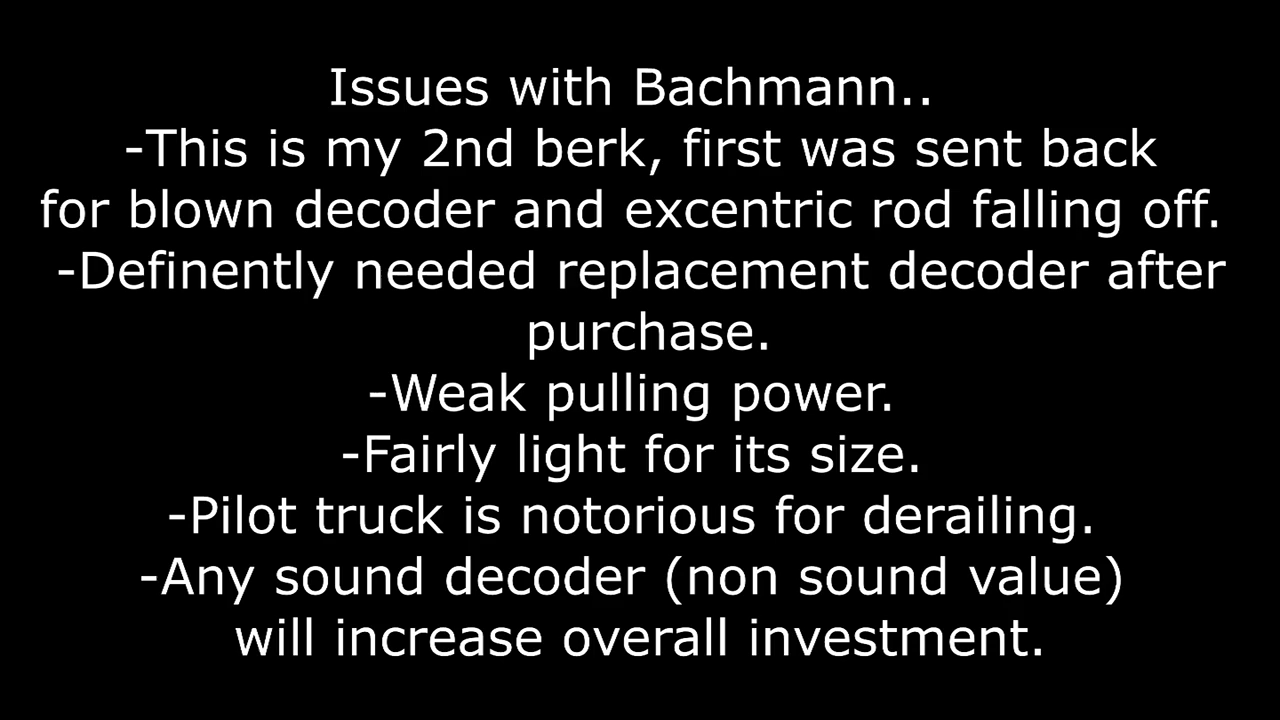 Issues with Bachmann..
-This is my 2nd berk, first was sent back
for blown decoder and excentric rod falling off.
-Definently needed replacement decoder after
purchase.
-Weak pulling power.
-Fairly light for its size.
-Pilot truck is notorious for derailing.
-Any sound decoder (non sound value)
will increase overall investment.